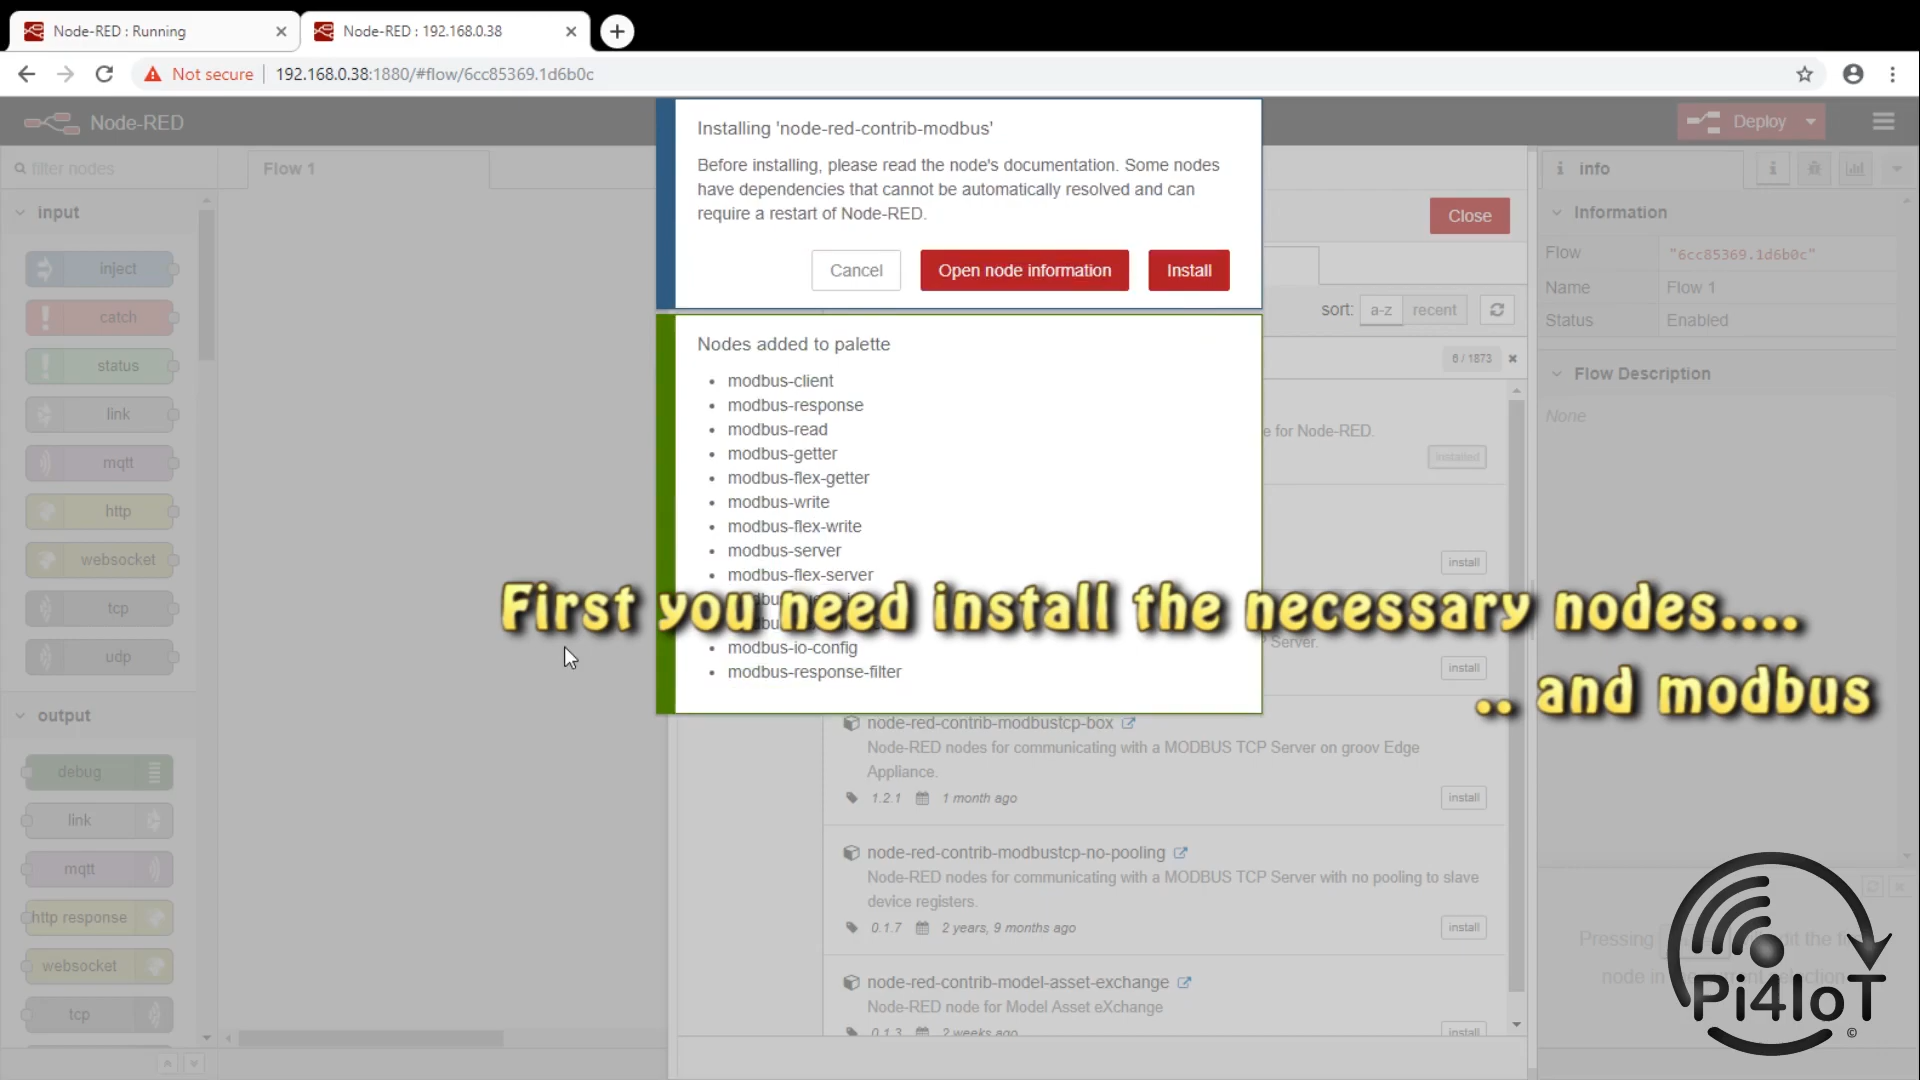 Node-RED : Running
Node-RED : 192.168.0.38
Not secure
192.168.0.38:1880/#flow/6cc85369.1d6b0c
Node-RED
Deploy
filter nodes
Flow 1
input
inject
catch
status
link
mqtt
http
websocket
tcp
udp
output
debug
link
mqtt
http response
websocket
tcp
Installing 'node-red-contrib-modbus'
Before installing, please read the node's documentation. Some nodes
have dependencies that cannot be automatically resolved and can
require a restart of Node-RED.
Cancel
Open node information
Install
Nodes added to palette
modbus-client
modbus-response
modbus-read
modbus-getter
modbus-flex-getter
modbus-write
modbus-flex-write
modbus-server
modbus-flex-server
modbus-io-config
modbus-response-filter
First you need install the necessary nodes....
.. and modbus
Close
sort:
a-z
recent
6 / 1873
e for Node-RED.
installed
install
Server.
install
node-red-contrib-modbustcp-box
Node-RED nodes for communicating with a MODBUS TCP Server on groov Edge
Appliance.
1.2.1
1 month ago
install
node-red-contrib-modbustcp-no-pooling
Node-RED nodes for communicating with a MODBUS TCP Server with no pooling to slave
device registers.
0.1.7
2 years, 9 months ago
install
node-red-contrib-model-asset-exchange
Node-RED node for Model Asset eXchange
0.1.3
2 weeks ago
install
info
Information
Flow
"6cc85369.1d6b0c"
Name
Flow 1
Status
Enabled
Flow Description
None
Pressing
node in
Pi4IoT
©